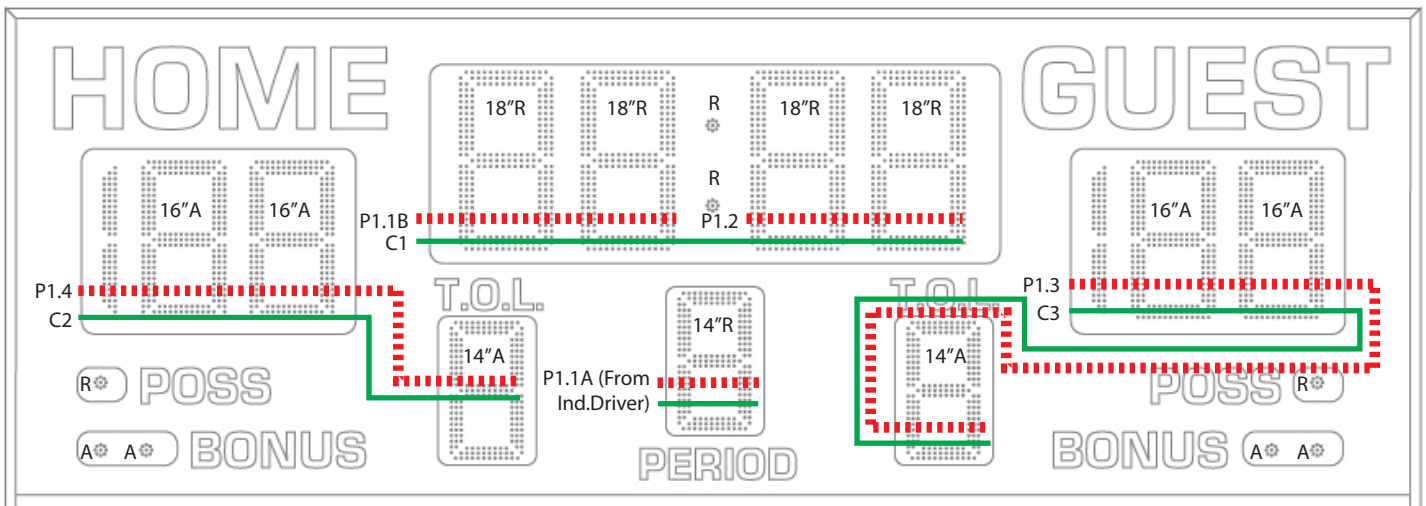 HOME
GUEST
18"R 18"R R 18"R 18"R
R
16"A 16"A
16"A 16"A
P1.1B P1.2
C1
P1.4
C2
P1.3
C3
T.O.L.
T.O.L.
14"R
14"A
14"A
P1.1A (From
Ind.Driver)
R POSS
POSS R
A A BONUS
PERIOD
BONUS A A